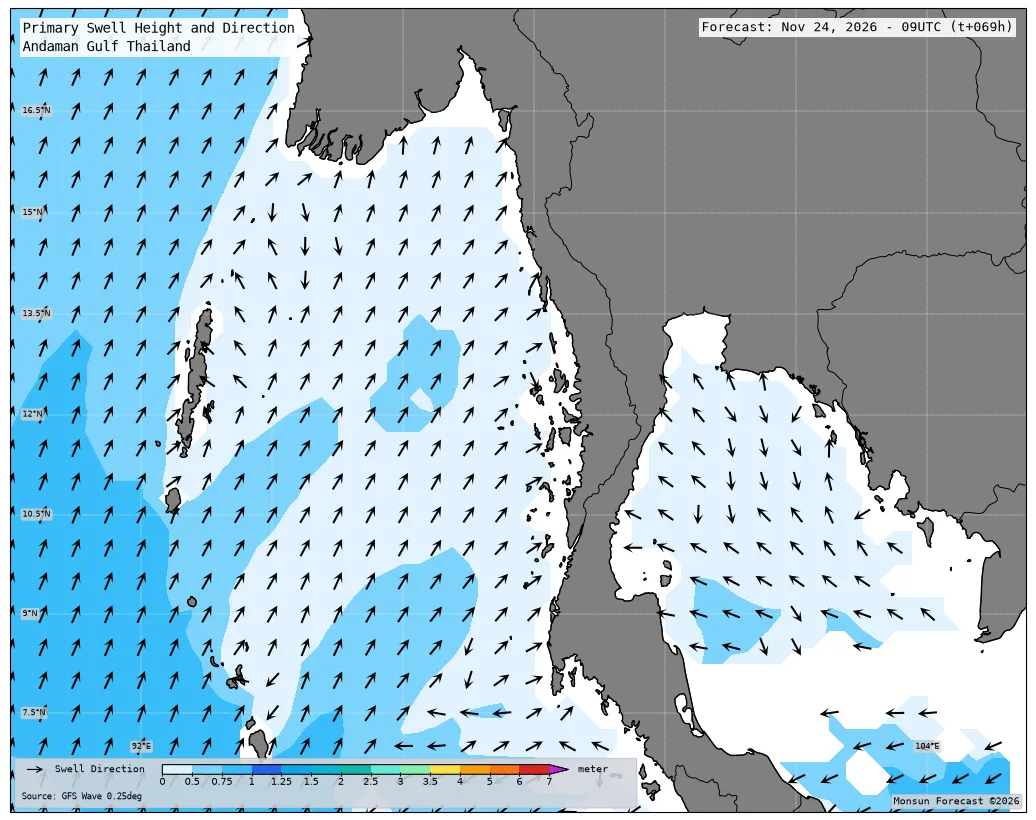 Primary Swell Height and Direction
Andaman Gulf Thailand
Forecast: Nov 24, 2026 - 09UTC (t+069h)
16.5°N
15°N
13.5°N
12°N
10.5°N
9°N
7.5°N
92°E
104°E
Swell Direction
meter
0 0.5 0.75 1 1.25 1.5 2 2.5 3 3.5 4 5 6 7
Source: GFS Wave 0.25deg
Monsun Forecast ©2026